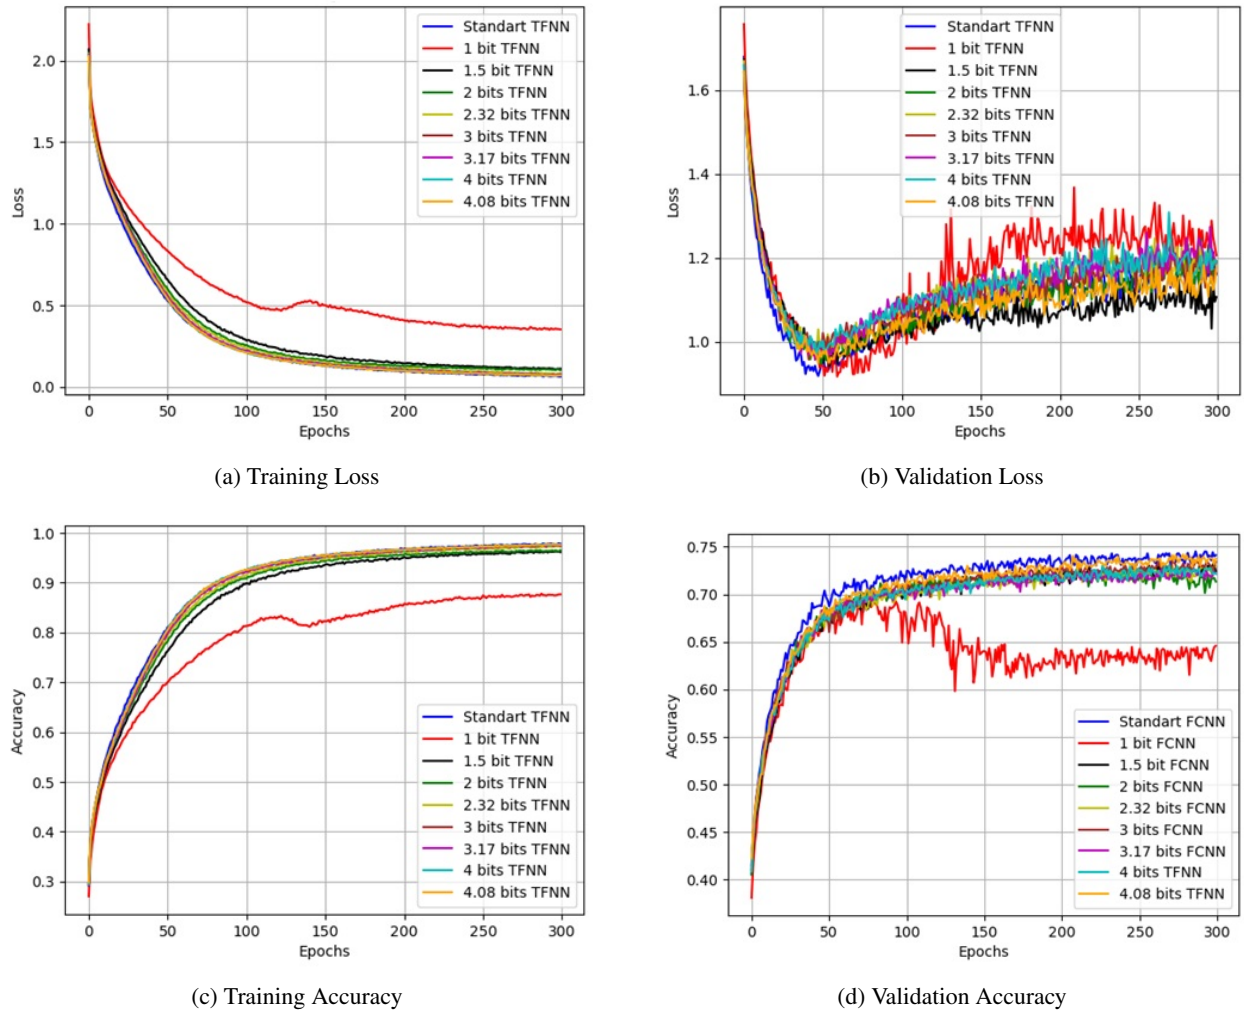 2.0
1.5
1.0
0.5
0.0
Loss
0 50 100 150 200 250 300
Epochs
Standart TFNN
1 bit TFNN
1.5 bit TFNN
2 bits TFNN
2.32 bits TFNN
3 bits TFNN
3.17 bits TFNN
4 bits TFNN
4.08 bits TFNN
(a) Training Loss
1.6
1.4
1.2
1.0
Loss
0 50 100 150 200 250 300
Epochs
Standart TFNN
1 bit TFNN
1.5 bit TFNN
2 bits TFNN
2.32 bits TFNN
3 bits TFNN
3.17 bits TFNN
4 bits TFNN
4.08 bits TFNN
(b) Validation Loss
1.0
0.9
0.8
0.7
0.6
0.5
0.4
0.3
Accuracy
0 50 100 150 200 250 300
Epochs
Standart TFNN
1 bit TFNN
1.5 bit TFNN
2 bits TFNN
2.32 bits TFNN
3 bits TFNN
3.17 bits TFNN
4 bits TFNN
4.08 bits TFNN
(c) Training Accuracy
0.75
0.70
0.65
0.60
0.55
0.50
0.45
0.40
Accuracy
0 50 100 150 200 250 300
Epochs
Standart FCNN
1 bit FCNN
1.5 bit FCNN
2 bits FCNN
2.32 bits FCNN
3 bits FCNN
3.17 bits FCNN
4 bits TFNN
4.08 bits TFNN
(d) Validation Accuracy